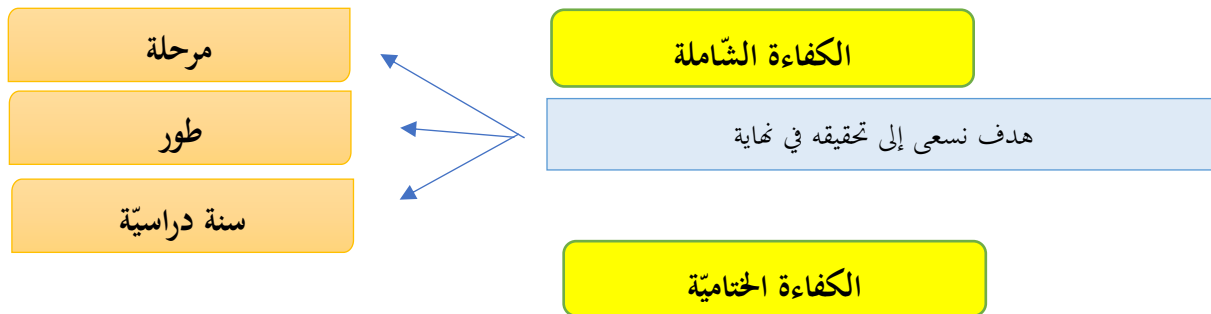 الكفاءة الشّاملة
هدف نسعى إلى تحقيقه في نهاية
مرحلة
طور
سنة دراسيّة
الكفاءة الختاميّة